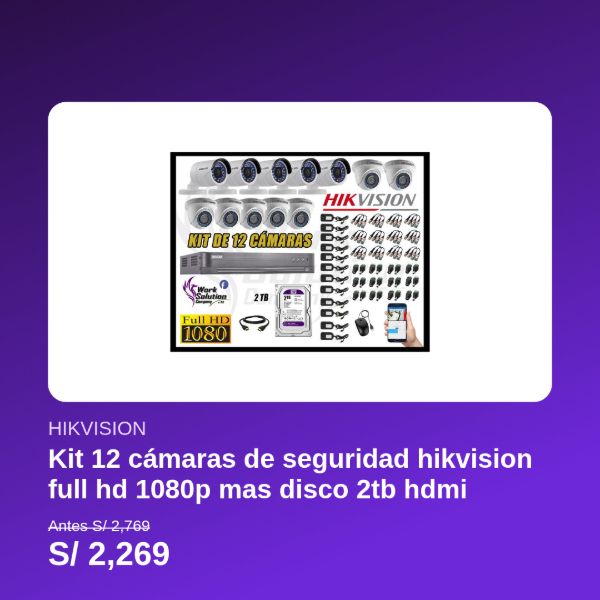 HIKVISION
KIT DE 12 CÁMARAS
Work
Solution
Company
2 TB
Full HD
1080
HIKVISION
Kit 12 cámaras de seguridad hikvision
full hd 1080p mas disco 2tb hdmi
Antes S/ 2,769
S/ 2,269